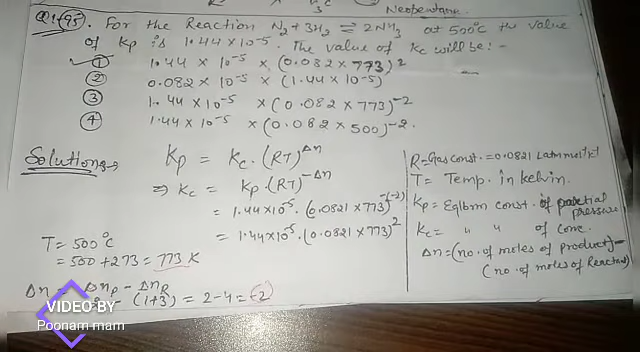 Q.(95). For the Reaction N2 + 3H2 ⇌ 2NH3 at 500°C the value
of Kp is 1.44 × 10-5. The value of Kc will be: -
① 1.44 × 10-5 × (0.082 × 773)2
② 0.082 × 10-5 × (1.44 × 10-5)
③ 1.44 × 10-5 × (0.082 × 773)-2
④ 1.44 × 10-5 × (0.082 × 500)-2.
Solution
Kp = Kc. (RT)Δn
⇒ Kc = Kp. (RT)-Δn
= 1.44×10-5. (0.0821×773)-(-2)
= 1.44×10-5. (0.0821×773)2
T = 500°C
= 500+273 = 773 K
Δn = Δnp - ΔnR
(1+3) = 2-4 = (-2)
R = Gas const. = 0.0821
T = Temp. in kelvin.
Kp = Eqlbm const. of partial
pressure
Kc = " " of conc.
Δn = (no. of moles of product) -
(no. of moles of Reactant)
VIDEO BY
Poonam mam